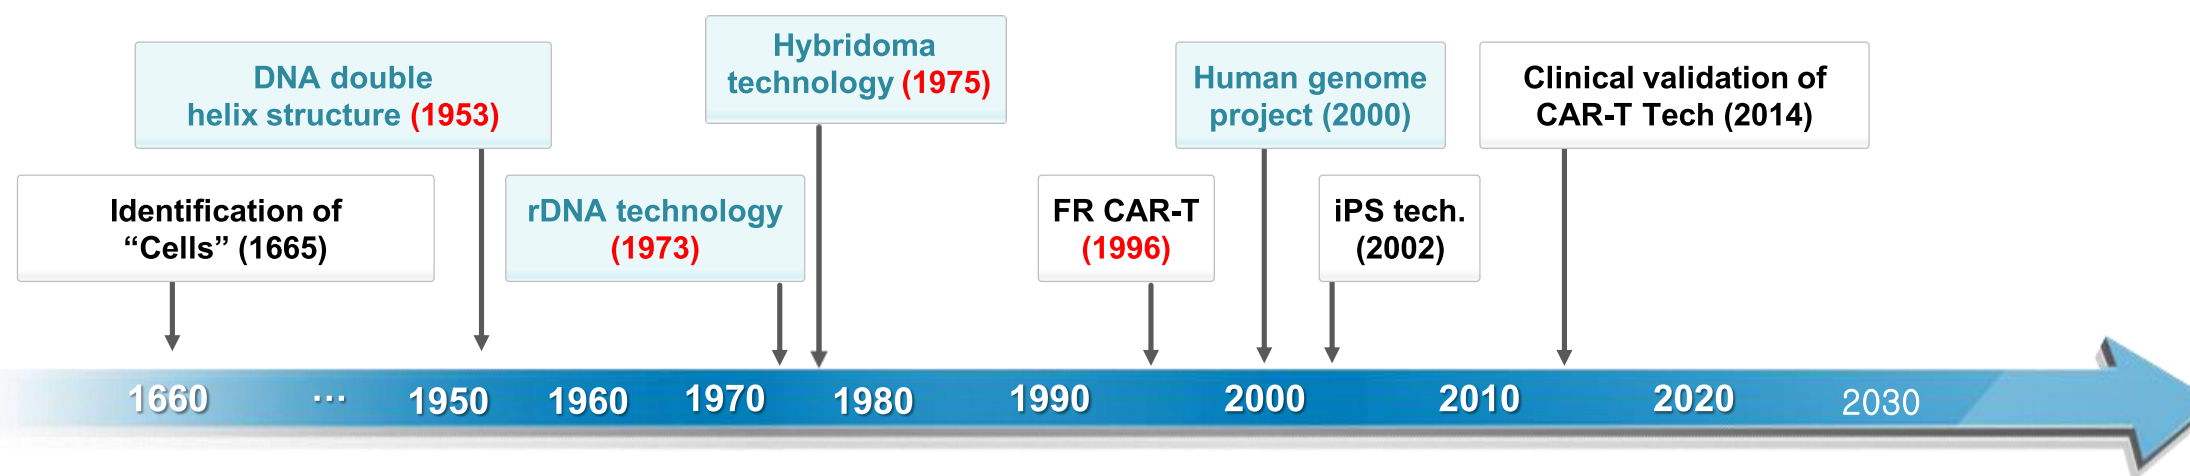 DNA double
helix structure (1953)
Hybridoma
technology (1975)
Human genome
project (2000)
Clinical validation of
CAR-T Tech (2014)
Identification of
“Cells” (1665)
rDNA technology
(1973)
FR CAR-T
(1996)
iPS tech.
(2002)
1660 ... 1950 1960 1970 1980 1990 2000 2010 2020 2030